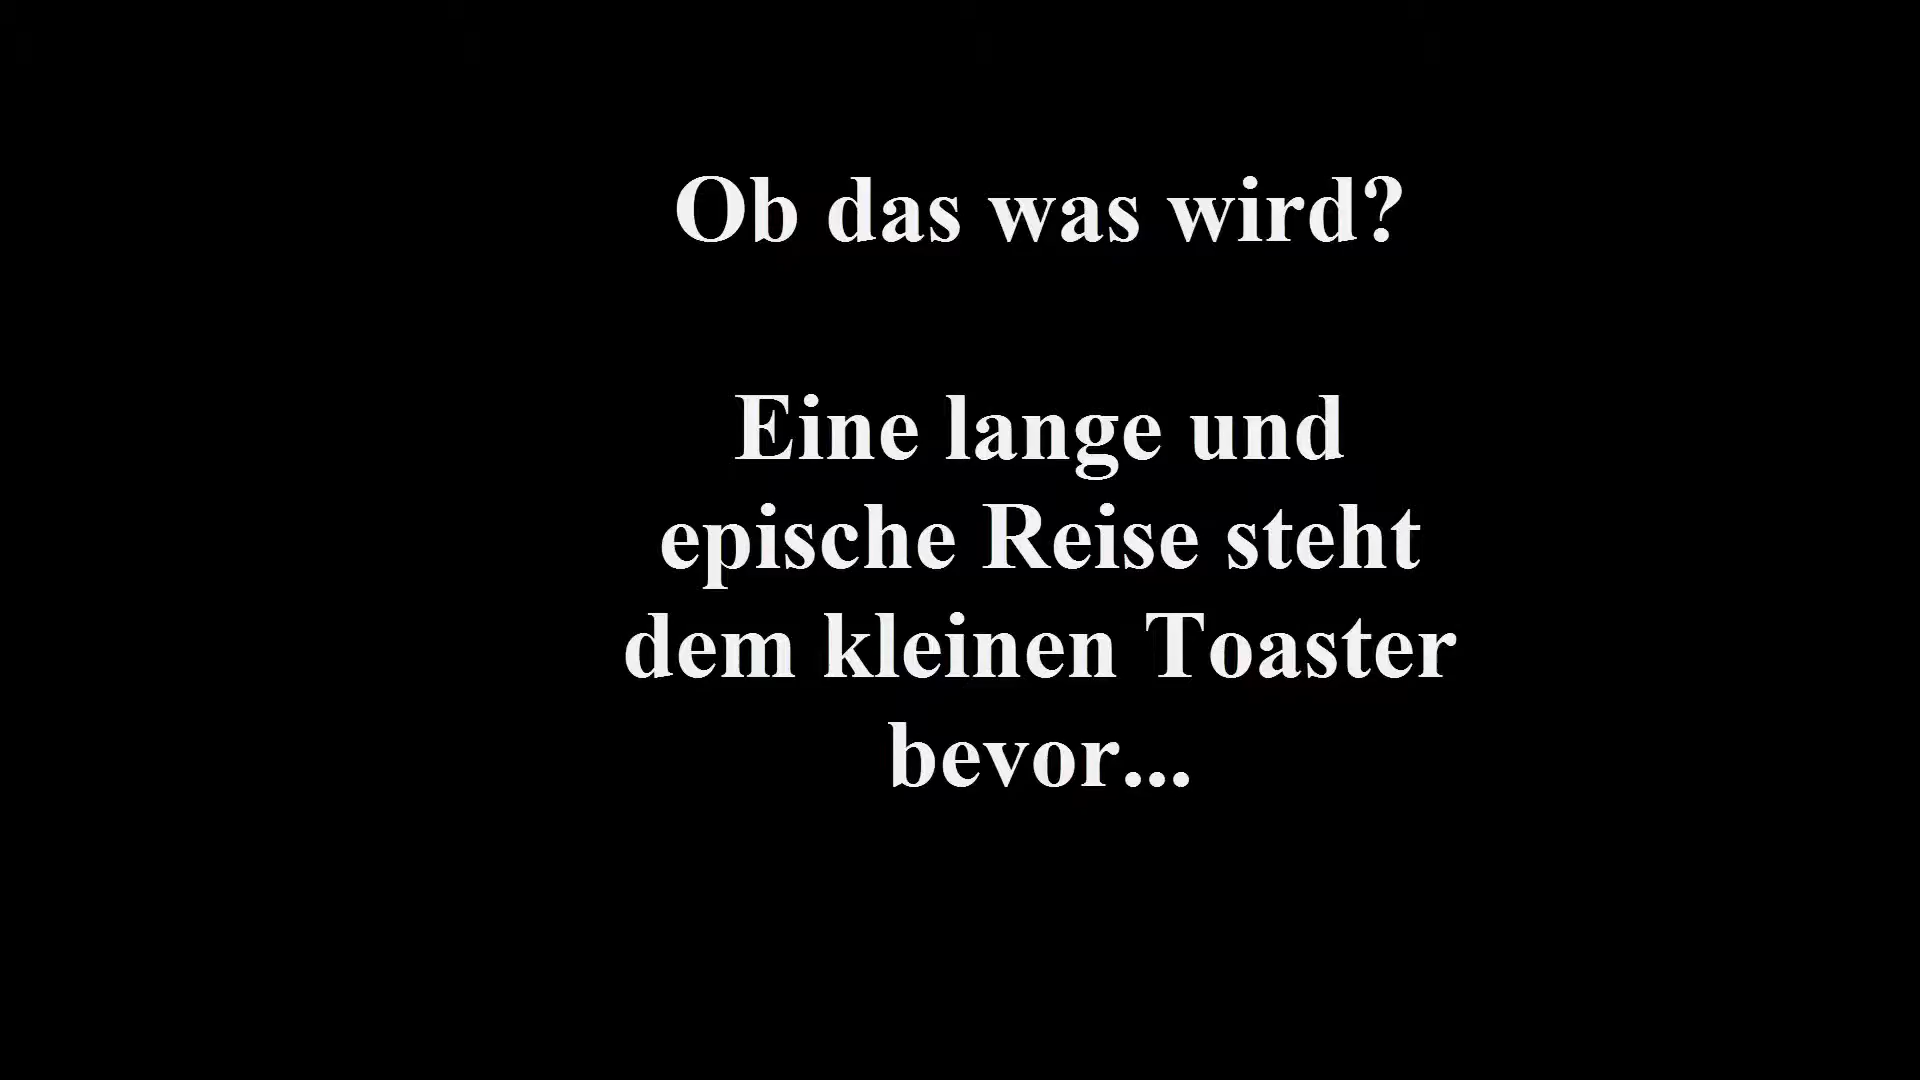 Ob das was wird?
Eine lange und
epische Reise steht
dem kleinen Toaster
bevor...